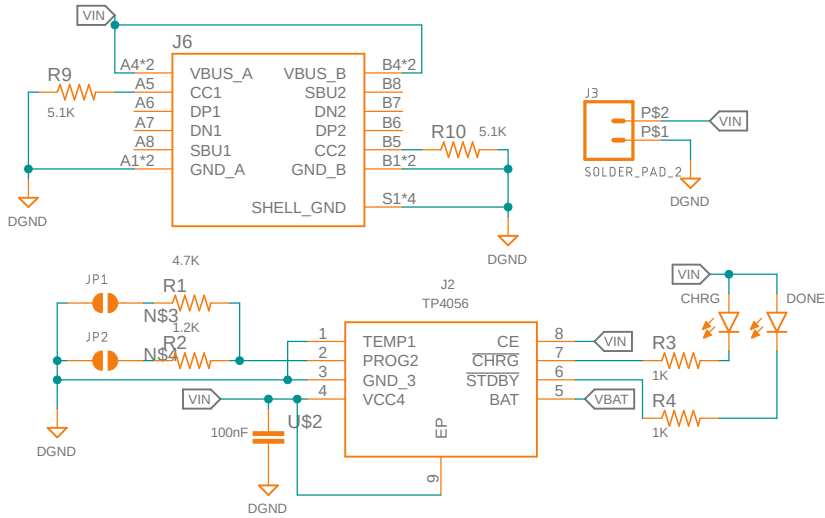 VIN
J6
A4*2
VBUS_A
VBUS_B
B4*2
R9
5.1K
A5
CC1
SBU2
B8
A6
DP1
DN2
B7
A7
DN1
DP2
B6
A8
SBU1
CC2
B5
R10
5.1K
A1*2
GND_A
GND_B
B1*2
SHELL_GND
S1*4
DGND
DGND
J3
P$2
VIN
P$1
SOLDER_PAD_2
DGND
4.7K
JP1
R1
N$3
1.2K
JP2
R2
N$4
DGND
J2
TP4056
1
TEMP1
CE
8
VIN
2
PROG2
CHRG
7
3
GND_3
STDBY
6
4
VCC4
BAT
5
VBAT
VIN
U$2
100nF
EP
9
DGND
VIN
CHRG
DONE
R3
1K
R4
1K